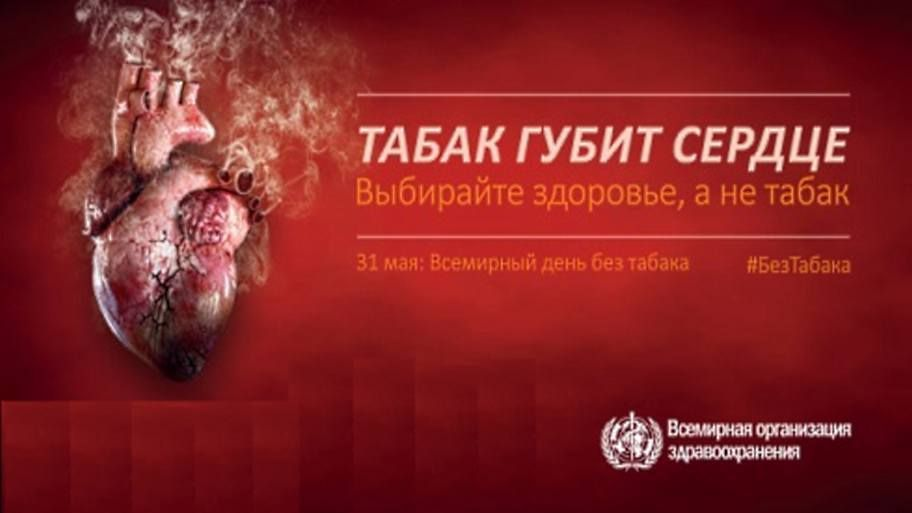 ТАБАК ГУБИТ СЕРДЦЕ
Выбирайте здоровье, а не табак
31 мая: Всемирный день без табака #БезТабака
Всемирная организация
здравоохранения